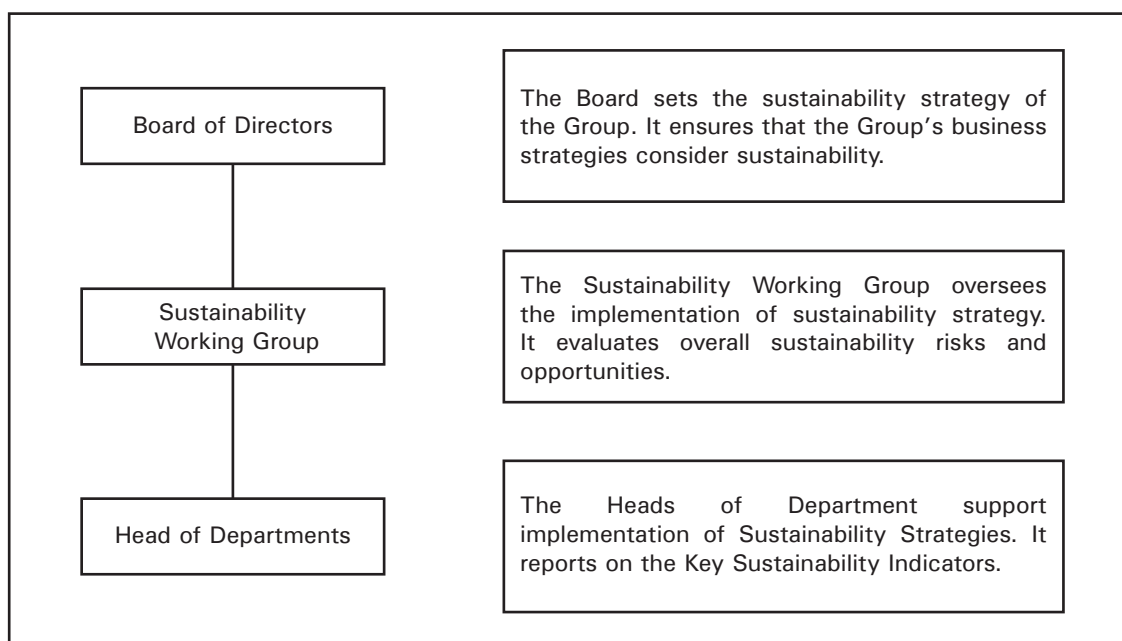 Board of Directors
The Board sets the sustainability strategy of
the Group. It ensures that the Group's business
strategies consider sustainability.
Sustainability
Working Group
The Sustainability Working Group oversees
the implementation of sustainability strategy.
It evaluates overall sustainability risks and
opportunities.
Head of Departments
The Heads of Department support
implementation of Sustainability Strategies. It
reports on the Key Sustainability Indicators.